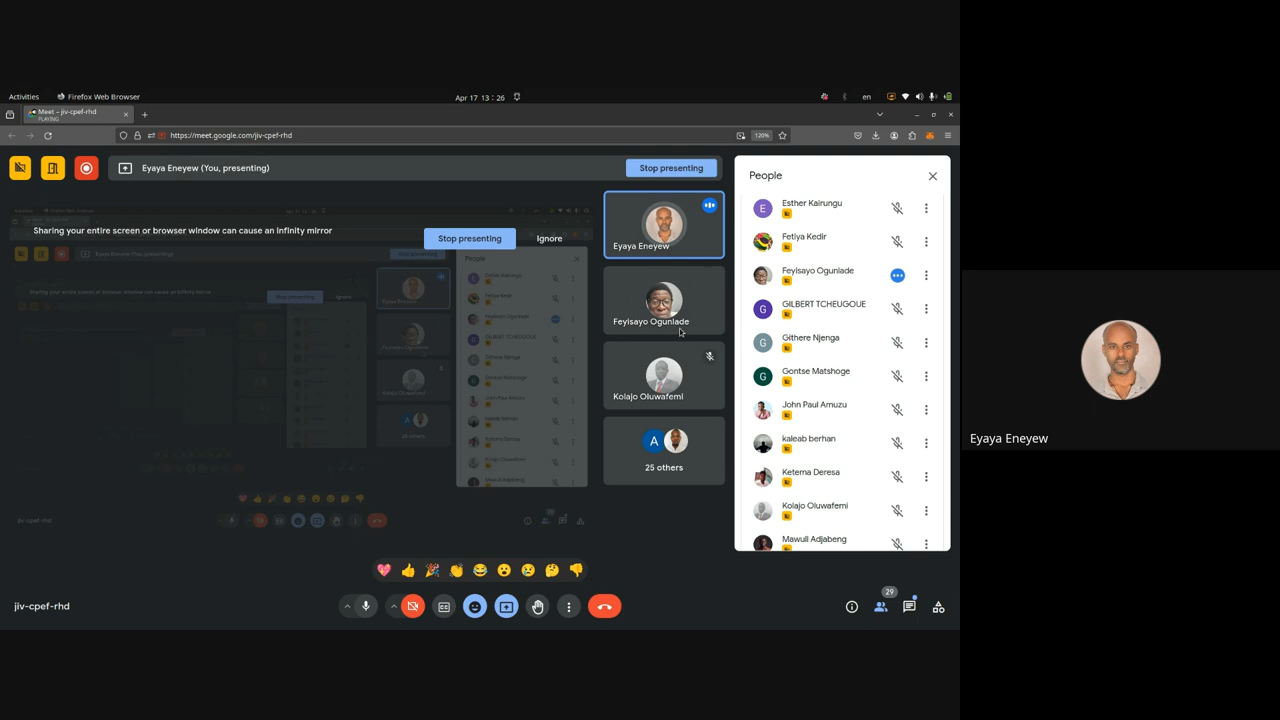 Activities
Firefox Web Browser
Apr 17 13:26
en
Meet – jiv-cpef-rhd
PLAYING
https://meet.google.com/jiv-cpef-rhd
120%
Eyaya Eneyew (You, presenting)
Stop presenting
Sharing your entire screen or browser window can cause an infinity mirror
Stop presenting
Ignore
Eyaya Eneyew
Feyisayo Ogunlade
Kolajo Oluwafemi
A
25 others
People
E
Esther Kairungu
Fetiya Kedir
Feyisayo Ogunlade
G
GILBERT TCHEUGOUE
G
Githere Njenga
G
Gontse Matshoge
John Paul Amuzu
kaleab berhan
Ketema Deresa
Kolajo Oluwafemi
Mawuli Adjabeng
jiv-cpef-rhd
29
jiv-cpef-rhd
Eyaya Eneyew